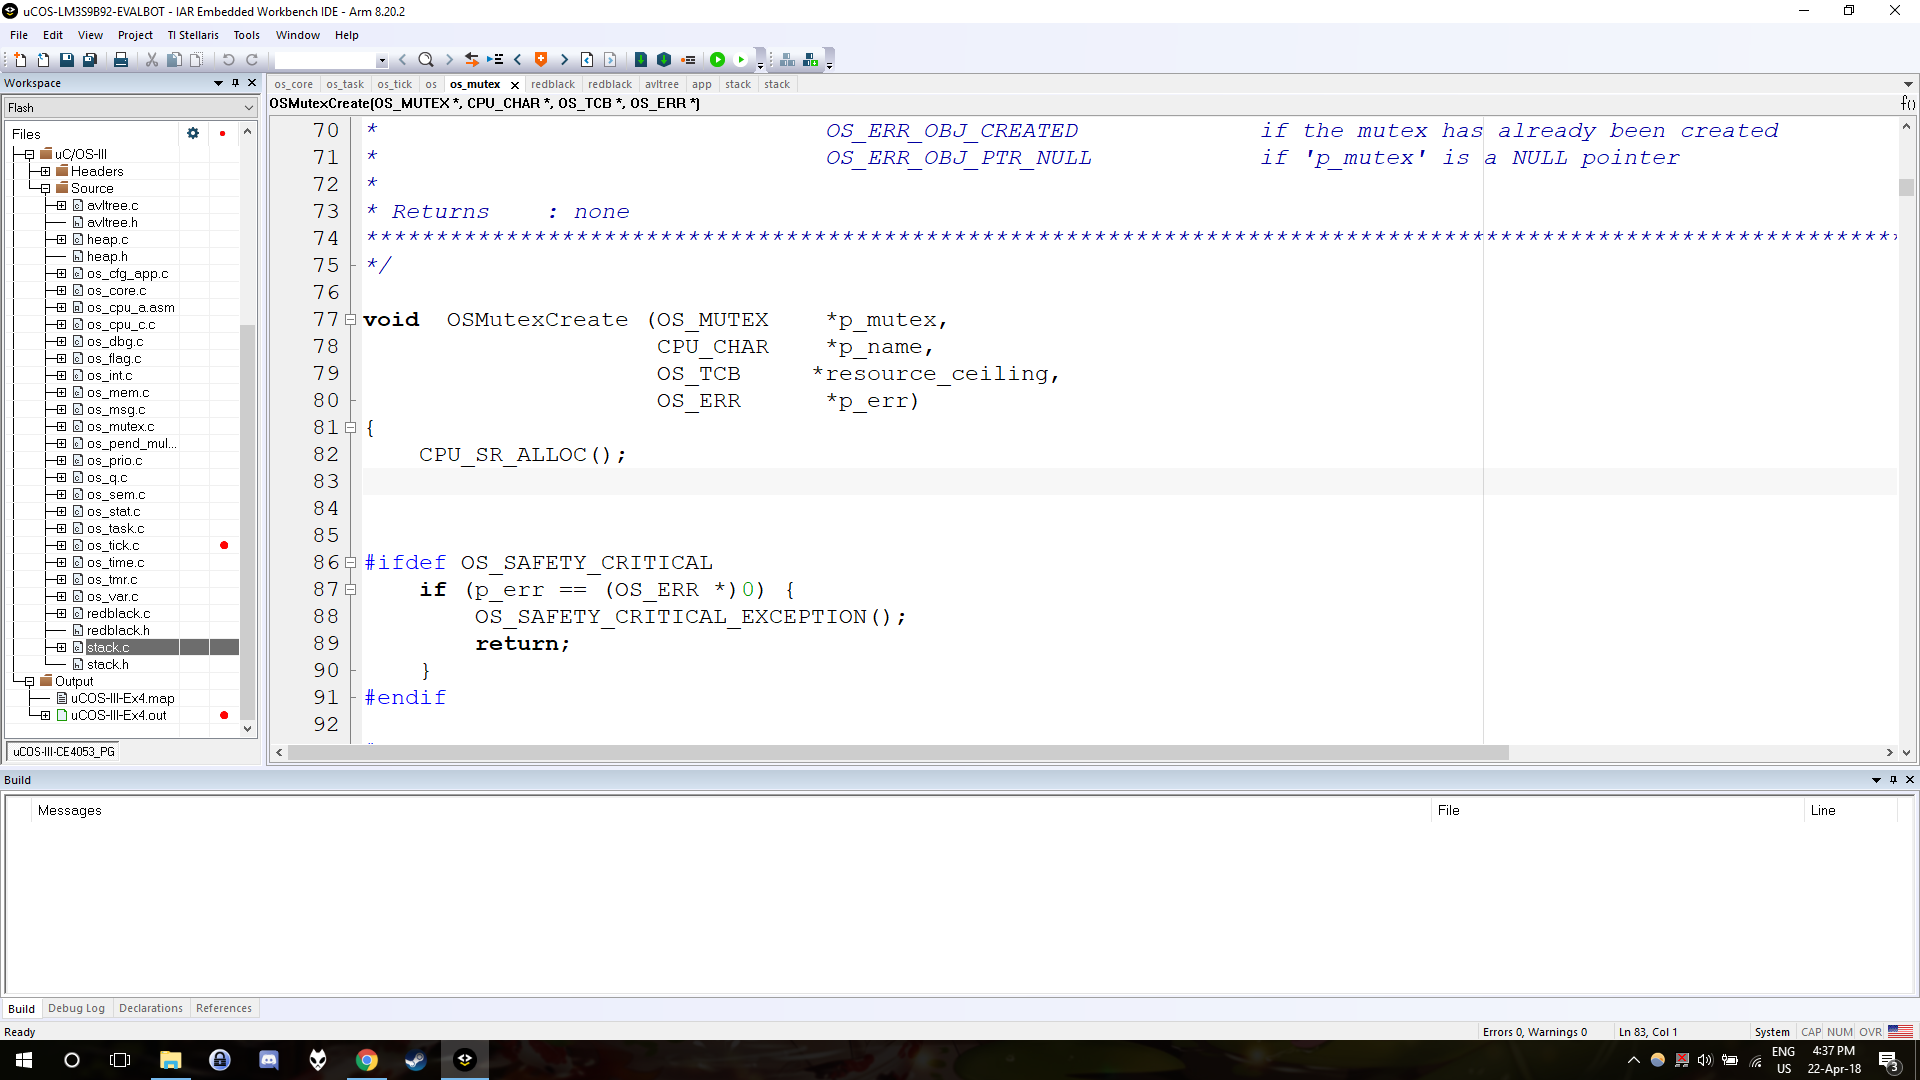 uCOS-LM3S9B92-EVALBOT - IAR Embedded Workbench IDE - Arm 8.20.2
File Edit View Project TI Stellaris Tools Window Help
Workspace
os_core os_task os_tick os os_mutex redblack redblack avltree app stack stack
Flash
OSMutexCreate(OS_MUTEX *, CPU_CHAR *, OS_TCB *, OS_ERR *)
f()
Files
uC/OS-III
Headers
Source
avltree.c
avltree.h
heap.c
heap.h
os_cfg_app.c
os_core.c
os_cpu_a.asm
os_cpu_c.c
os_dbg.c
os_flag.c
os_int.c
os_mem.c
os_msg.c
os_mutex.c
os_pend_mul...
os_prio.c
os_q.c
os_sem.c
os_stat.c
os_task.c
os_tick.c
os_time.c
os_tmr.c
os_var.c
redblack.c
redblack.h
stack.c
stack.h
Output
uCOS-III-Ex4.map
uCOS-III-Ex4.out
uCOS-III-CE4053_PG
70 * OS_ERR_OBJ_CREATED if the mutex has already been created
71 * OS_ERR_OBJ_PTR_NULL if 'p_mutex' is a NULL pointer
72 *
73 * Returns : none
74 **************************************************************************************************************
75 */
76
77 void OSMutexCreate (OS_MUTEX *p_mutex,
78 CPU_CHAR *p_name,
79 OS_TCB *resource_ceiling,
80 OS_ERR *p_err)
81 {
82 CPU_SR_ALLOC();
83
84
85
86 #ifdef OS_SAFETY_CRITICAL
87 if (p_err == (OS_ERR *)0) {
88 OS_SAFETY_CRITICAL_EXCEPTION();
89 return;
90 }
91 #endif
92
Build
Messages File Line
Build Debug Log Declarations References
Ready Errors 0, Warnings 0 Ln 83, Col 1 System CAP NUM OVR
ENG 4:37 PM
US 22-Apr-18
3